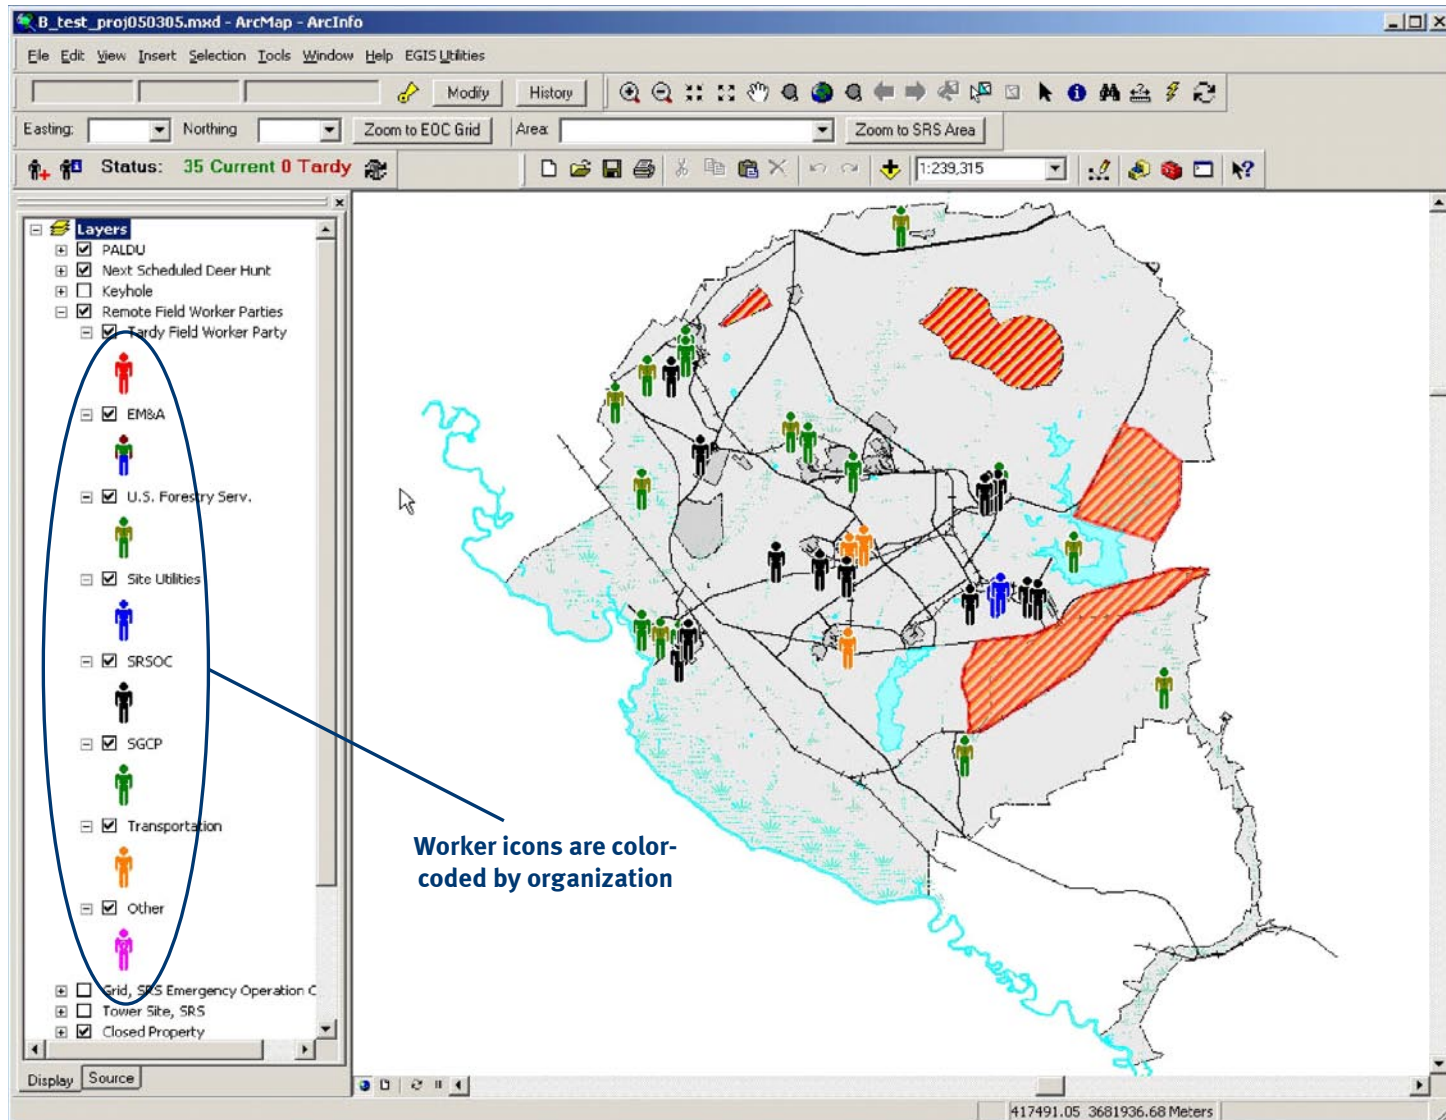 B_test_proj050305.mxd - ArcMap - ArcInfo
File Edit View Insert Selection Tools Window Help EGIS Utilities
Modify History
Easting: Northing Zoom to EOC Grid Area: Zoom to SRS Area
Status: 35 Current 0 Tardy 1:239,315
Layers
PALDU
Next Scheduled Deer Hunt
Keyhole
Remote Field Worker Parties
Tardy Field Worker Party
EM&A
U.S. Forestry Serv.
Site Utilities
SRSOC
SGCP
Transportation
Other
Grid, SRS Emergency Operation C
Tower Site, SRS
Closed Property
Display Source
Worker icons are color-
coded by organization
417491.05 3681936.68 Meters